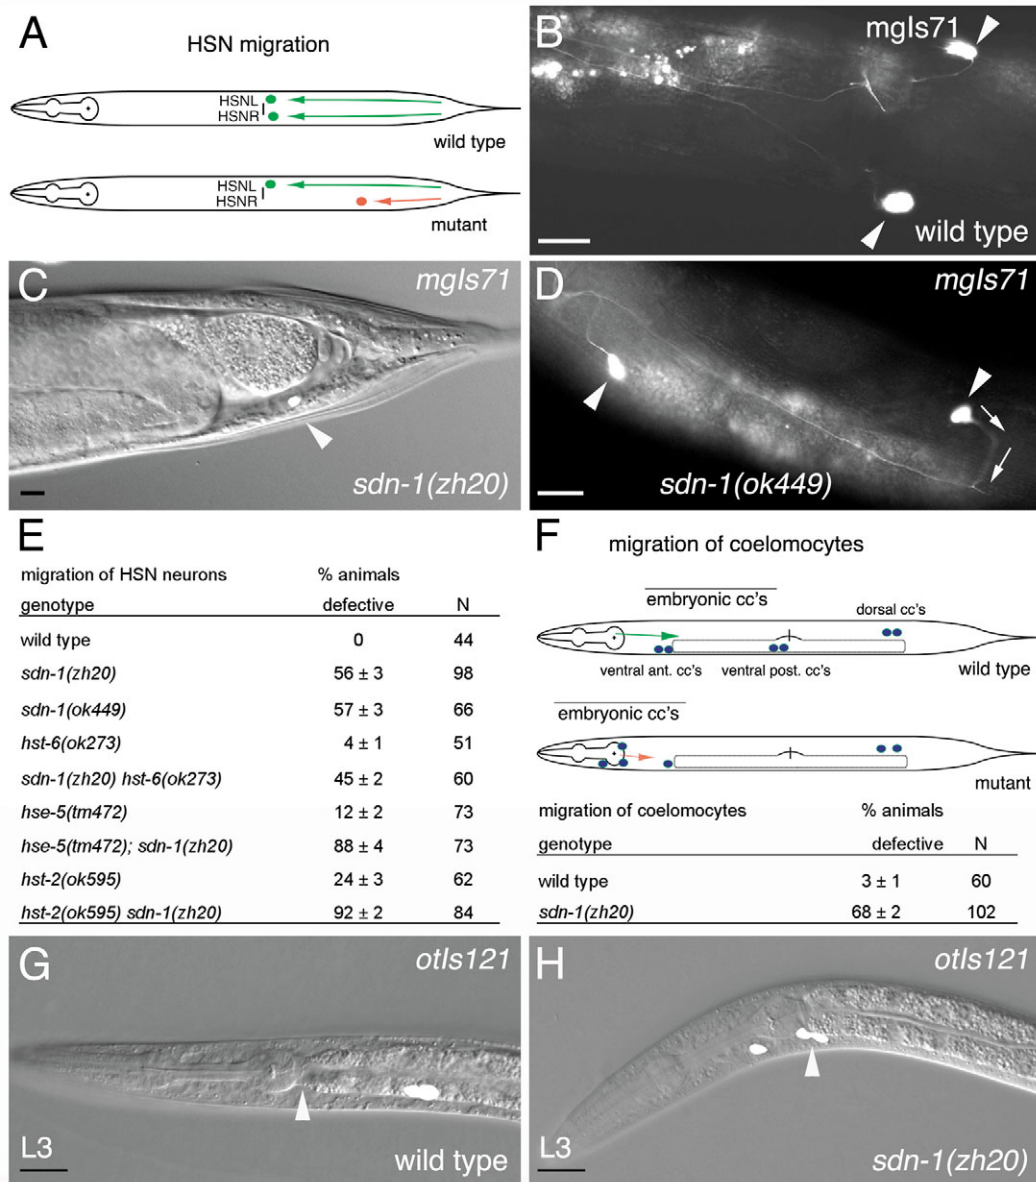 A
HSN migration
HSNL
HSNR
wild type
HSNL
HSNR
mutant
B
mgIs71
wild type
C
mgIs71
sdn-1(zh20)
D
mgIs71
sdn-1(ok449)
E
migration of HSN neurons % animals
genotype defective N
wild type 0 44
sdn-1(zh20) 56 ± 3 98
sdn-1(ok449) 57 ± 3 66
hst-6(ok273) 4 ± 1 51
sdn-1(zh20) hst-6(ok273) 45 ± 2 60
hse-5(tm472) 12 ± 2 73
hse-5(tm472); sdn-1(zh20) 88 ± 4 73
hst-2(ok595) 24 ± 3 62
hst-2(ok595) sdn-1(zh20) 92 ± 2 84
F
migration of coelomocytes
embryonic cc's
dorsal cc's
ventral ant. cc's ventral post. cc's
wild type
embryonic cc's
mutant
migration of coelomocytes % animals
genotype defective N
wild type 3 ± 1 60
sdn-1(zh20) 68 ± 2 102
G
otIs121
L3
wild type
H
otIs121
L3
sdn-1(zh20)